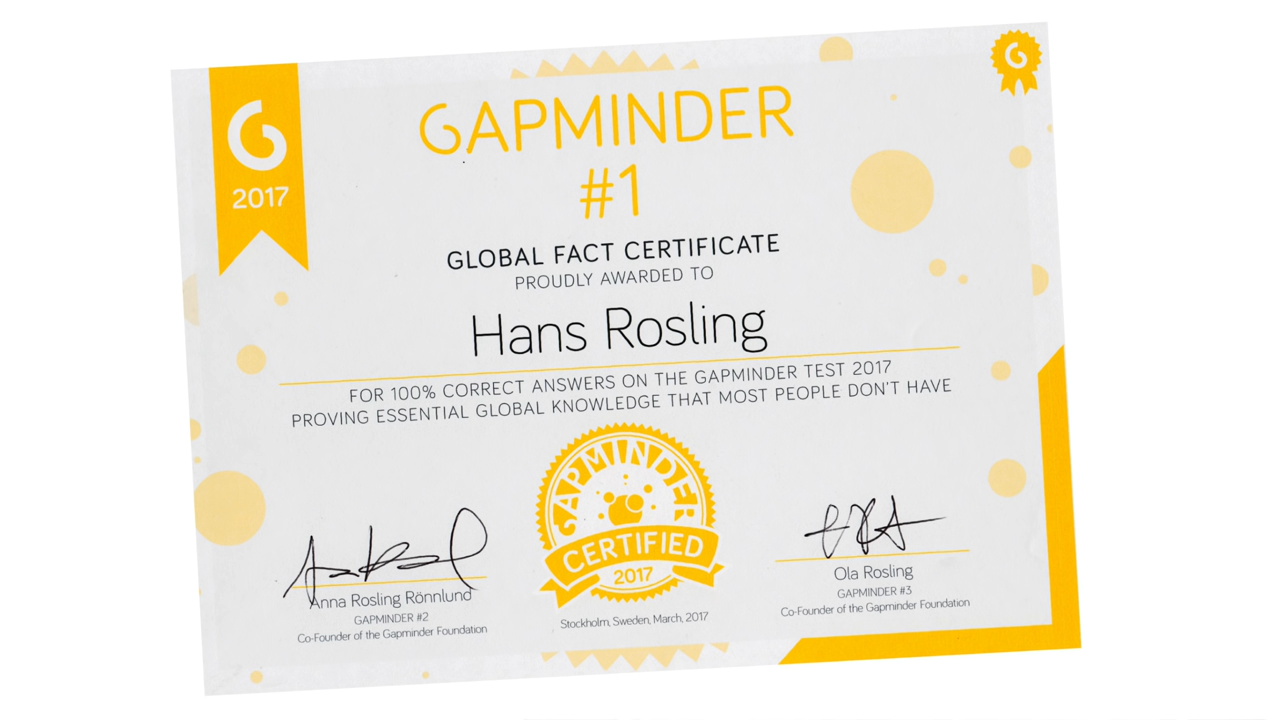 2017
GAPMINDER
#1
GLOBAL FACT CERTIFICATE
PROUDLY AWARDED TO
Hans Rosling
FOR 100% CORRECT ANSWERS ON THE GAPMINDER TEST 2017
PROVING ESSENTIAL GLOBAL KNOWLEDGE THAT MOST PEOPLE DON'T HAVE
GAPMINDER
CERTIFIED
2017
Stockholm, Sweden, March, 2017
Anna Rosling Rönnlund
GAPMINDER #2
Co-Founder of the Gapminder Foundation
Ola Rosling
GAPMINDER #3
Co-Founder of the Gapminder Foundation